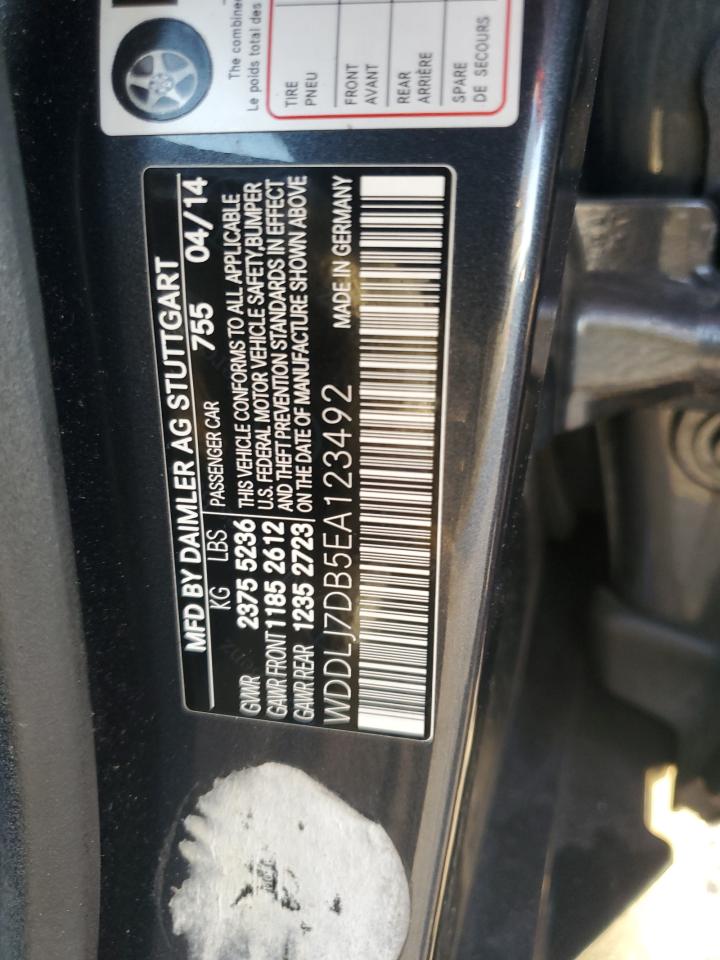 The combine
Le poids total des
TIRE
PNEU
FRONT
AVANT
REAR
ARRIÈRE
SPARE
DE SECOURS
MFD BY DAIMLER AG STUTTGART
KG LBS PASSENGER CAR 755 04/14
GVWR 2375 5236
GAWR FRONT 1185 2612
GAWR REAR 1235 2723
THIS VEHICLE CONFORMS TO ALL APPLICABLE
U.S. FEDERAL MOTOR VEHICLE SAFETY,BUMPER
AND THEFT PREVENTION STANDARDS IN EFFECT
ON THE DATE OF MANUFACTURE SHOWN ABOVE
WDDLJ7DB5EA123492 MADE IN GERMANY